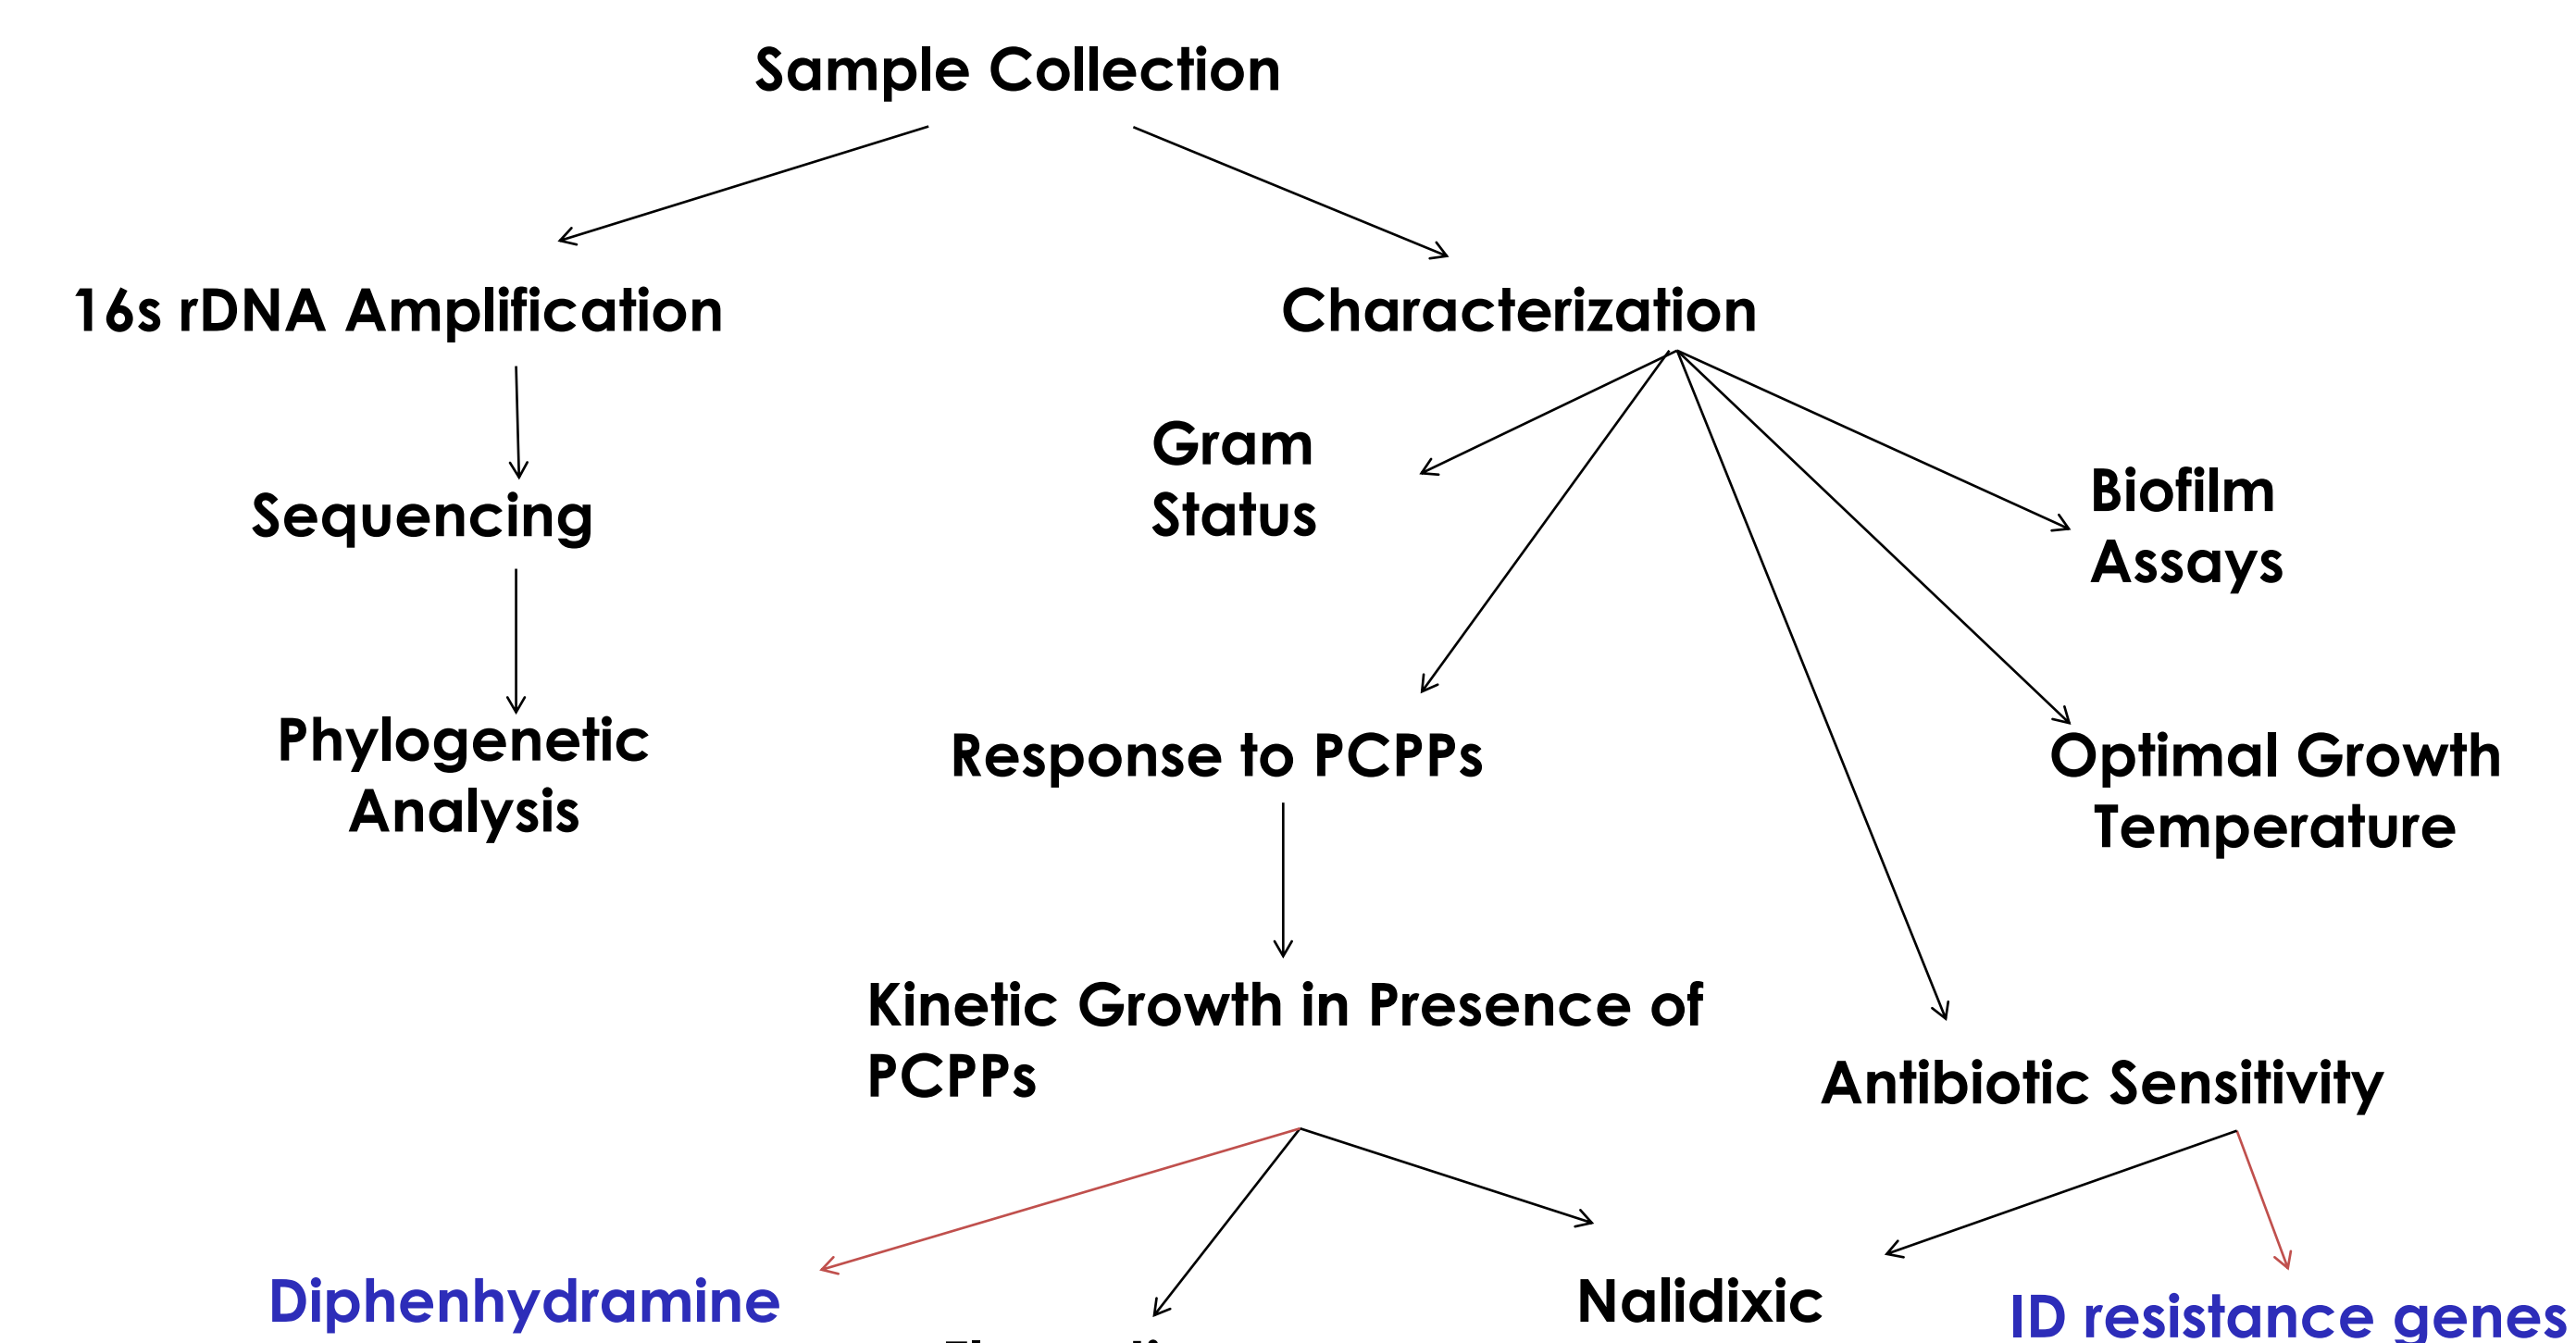 Sample Collection
16s rDNA Amplification
Characterization
Gram
Status
Biofilm
Assays
Sequencing
Phylogenetic
Analysis
Response to PCPPs
Optimal Growth
Temperature
Kinetic Growth in Presence of
PCPPs
Antibiotic Sensitivity
Diphenhydramine
Nalidixic
ID resistance genes